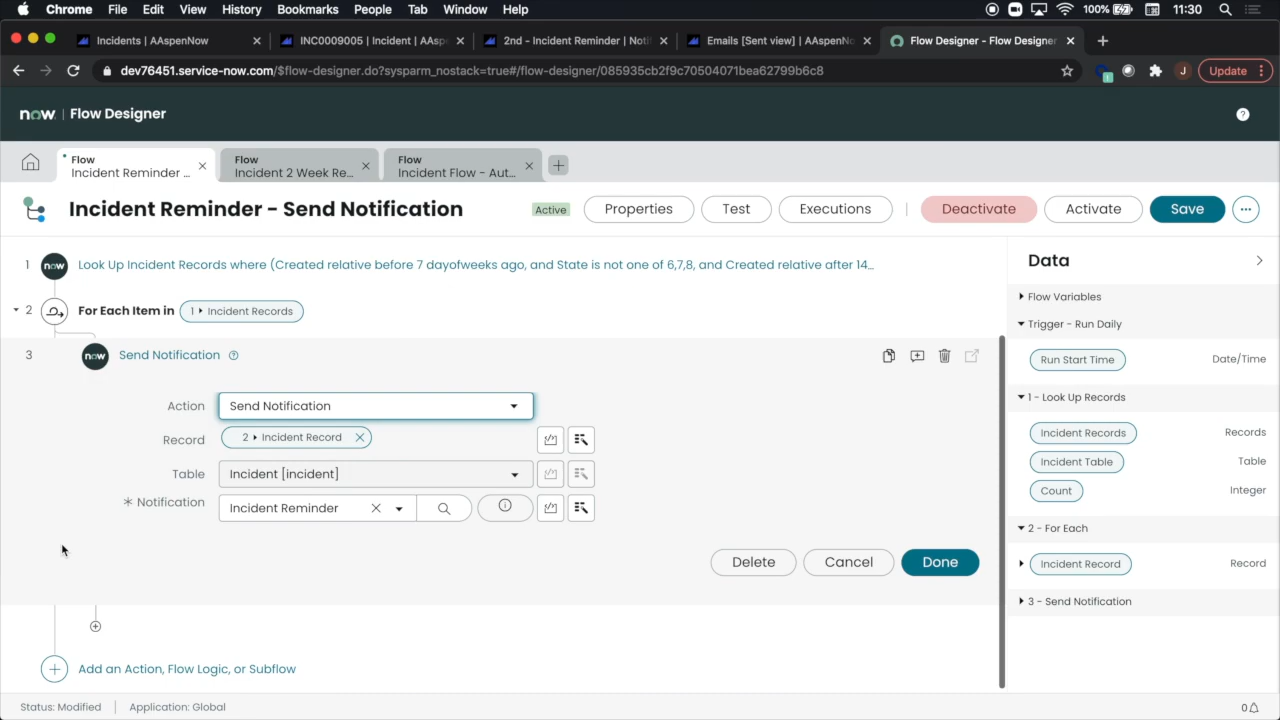 Chrome File Edit View History Bookmarks People Tab Window Help 100% 11:30
Incidents | AAspenNow INC0009005 | Incident | AAsp 2nd - Incident Reminder | Noti Emails [Sent view] | AAspenNo Flow Designer - Flow Designer
dev76451.service-now.com/$flow-designer.do?sysparm_nostack=true#/flow-designer/085935cb2f9c70504071bea62799b6c8 1 J Update
now | Flow Designer ?
Flow
Incident Reminder ...
Flow
Incident 2 Week Re...
Flow
Incident Flow - Aut...
Incident Reminder - Send Notification Active Properties Test Executions Deactivate Activate Save
1 now Look Up Incident Records where (Created relative before 7 dayofweeks ago, and State is not one of 6,7,8, and Created relative after 14...
2 For Each Item in 1 Incident Records
3 now Send Notification ?
Action Send Notification
Record 2 Incident Record
Table Incident [incident]
* Notification Incident Reminder
Delete Cancel Done
Add an Action, Flow Logic, or Subflow
Data
Flow Variables
Trigger - Run Daily
Run Start Time Date/Time
1 - Look Up Records
Incident Records Records
Incident Table Table
Count Integer
2 - For Each
Incident Record Record
3 - Send Notification
Status: Modified | Application: Global 0